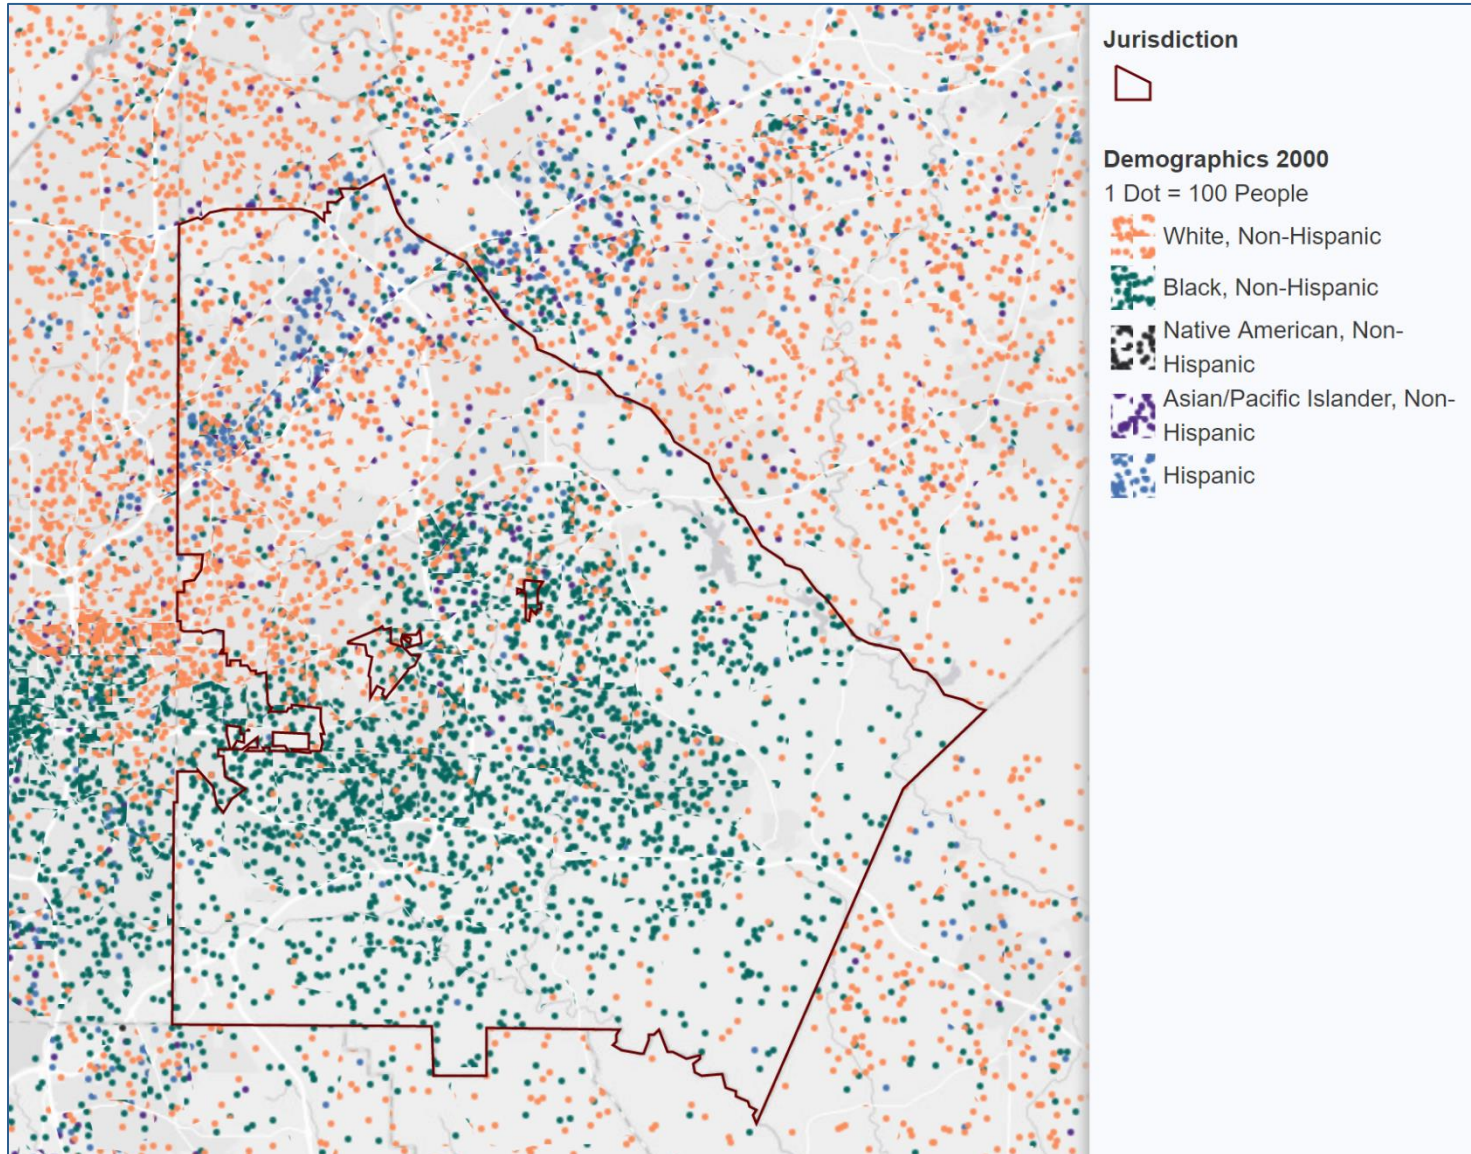 Jurisdiction
Demographics 2000
1 Dot = 100 People
White, Non-Hispanic
Black, Non-Hispanic
Native American, Non-
Hispanic
Asian/Pacific Islander, Non-
Hispanic
Hispanic